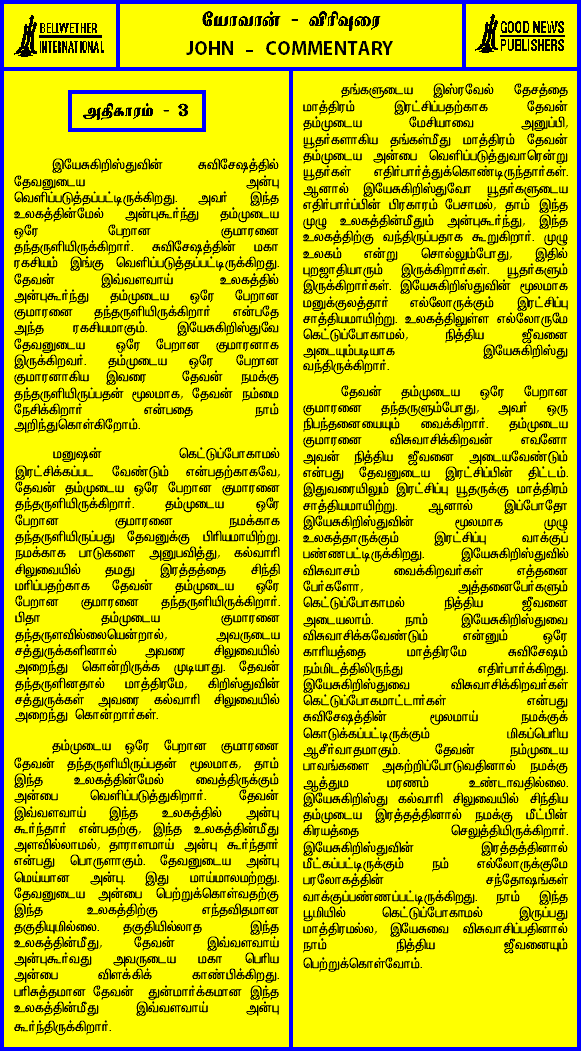 BELWETHER
INTERNATIONAL
யோவான் - விரிவுரை
JOHN - COMMENTARY
GOOD NEWS
PUBLISHERS
அதிகாரம் - 3
இயேசுகிறிஸ்துவின் சுவிசேஷத்தில்
தேவனுடைய அன்பு
வெளிப்படுத்தப்பட்டிருக்கிறது. அவர் இந்த
உலகத்தின்மேல் அன்புகூர்ந்து தம்முடைய
ஒரே பேறான குமாரனை
தந்தருளியிருக்கிறார். சுவிசேஷத்தின் மகா
ரகசியம் இங்கு வெளிப்படுத்தப்பட்டிருக்கிறது.
தேவன் இவ்வளவாய் உலகத்தில்
அன்புகூர்ந்து தம்முடைய ஒரே பேறான
குமாரனை தந்தருளியிருக்கிறார் என்பதே
அந்த ரகசியமாகும். இயேசுகிறிஸ்துவே
தேவனுடைய ஒரே பேறான குமாரனாக
இருக்கிறவர். தம்முடைய ஒரே பேறான
குமாரனாகிய இவரை தேவன் நமக்கு
தந்தருளியிருப்பதன் மூலமாக, தேவன் நம்மை
நேசிக்கிறார் என்பதை நாம்
அறிந்துகொள்கிறோம்.
மனுஷன் கெட்டுப்போகாமல்
இரட்சிக்கப்பட வேண்டும் என்பதற்காகவே,
தேவன் தம்முடைய ஒரே பேறான குமாரனை
தந்தருளியிருக்கிறார். தம்முடைய ஒரே
பேறான குமாரனை நமக்காக
தந்தருளியிருப்பது தேவனுக்கு பிரியமாயிற்று.
நமக்காக பாடுகளை அனுபவித்து, கல்வாரி
சிலுவையில் தமது இரத்தத்தை சிந்தி
மரிப்பதற்காக தேவன் தம்முடைய ஒரே
பேறான குமாரனை தந்தருளியிருக்கிறார்.
பிதா தம்முடைய குமாரனை
தந்தருளவில்லையென்றால், அவருடைய
சத்துருக்களினால் அவரை சிலுவையில்
அறைந்து கொன்றிருக்க முடியாது. தேவன்
தந்தருளினதால் மாத்திரமே, கிறிஸ்துவின்
சத்துருக்கள் அவரை கல்வாரி சிலுவையில்
அறைந்து கொன்றார்கள்.
தம்முடைய ஒரே பேறான குமாரனை
தேவன் தந்தருளியிருப்பதன் மூலமாக, தாம்
இந்த உலகத்தின்மேல் வைத்திருக்கும்
அன்பை வெளிப்படுத்துகிறார். தேவன்
இவ்வளவாய் இந்த உலகத்தில் அன்பு
கூர்ந்தார் என்பதற்கு, இந்த உலகத்தின்மீது
அளவில்லாமல், தாராளமாய் அன்பு கூர்ந்தார்
என்பது பொருளாகும். தேவனுடைய அன்பு
மெய்யான அன்பு. இது மாய்மாலமற்றது.
தேவனுடைய அன்பை பெற்றுக்கொள்வதற்கு
இந்த உலகத்திற்கு எந்தவிதமான
தகுதியுமில்லை. தகுதியில்லாத இந்த
உலகத்தின்மீது, தேவன் இவ்வளவாய்
அன்புகூர்வது அவருடைய மகா பெரிய
அன்பை விளக்கிக் காண்பிக்கிறது.
பரிசுத்தமான தேவன் துன்மார்க்கமான இந்த
உலகத்தின்மீது இவ்வளவாய் அன்பு
கூர்ந்திருக்கிறார்.
தங்களுடைய இஸ்ரவேல் தேசத்தை
மாத்திரம் இரட்சிப்பதற்காக தேவன்
தம்முடைய மேசியாவை அனுப்பி,
யூதர்களாகிய தங்கள்மீது மாத்திரம் தேவன்
தம்முடைய அன்பை வெளிப்படுத்துவாரென்று
யூதர்கள் எதிர்பார்த்துக்கொண்டிருந்தார்கள்.
ஆனால் இயேசுகிறிஸ்துவோ யூதர்களுடைய
எதிர்பார்ப்பின் பிரகாரம் பேசாமல், தாம் இந்த
முழு உலகத்தின்மீதும் அன்புகூர்ந்து, இந்த
உலகத்திற்கு வந்திருப்பதாக கூறுகிறார். முழு
உலகம் என்று சொல்லும்போது, இதில்
புறஜாதியாரும் இருக்கிறார்கள். யூதர்களும்
இருக்கிறார்கள். இயேசுகிறிஸ்துவின் மூலமாக
மனுக்குலத்தார் எல்லோருக்கும் இரட்சிப்பு
சாத்தியமாயிற்று. உலகத்திலுள்ள எல்லோருமே
கெட்டுப்போகாமல், நித்திய ஜீவனை
அடையும்படியாக இயேசுகிறிஸ்து
வந்திருக்கிறார்.
தேவன் தம்முடைய ஒரே பேறான
குமாரனை தந்தருளும்போது, அவர் ஒரு
நிபந்தனையையும் வைக்கிறார். தம்முடைய
குமாரனை விசுவாசிக்கிறவன் எவனோ
அவன் நித்திய ஜீவனை அடையவேண்டும்
என்பது தேவனுடைய இரட்சிப்பின் திட்டம்.
இதுவரையிலும் இரட்சிப்பு யூதருக்கு மாத்திரம்
சாத்தியமாயிற்று. ஆனால் இப்போதோ
இயேசுகிறிஸ்துவின் மூலமாக முழு
உலகத்தாருக்கும் இரட்சிப்பு வாக்குப்
பண்ணபட்டிருக்கிறது. இயேசுகிறிஸ்துவில்
விசுவாசம் வைக்கிறவர்கள் எத்தனை
பேர்களோ, அத்தனைபேர்களும்
கெட்டுப்போகாமல் நித்திய ஜீவனை
அடையலாம். நாம் இயேசுகிறிஸ்துவை
விசுவாசிக்கவேண்டும் என்னும் ஒரே
காரியத்தை மாத்திரமே சுவிசேஷம்
நம்மிடத்திலிருந்து எதிர்பார்க்கிறது.
இயேசுகிறிஸ்துவை விசுவாசிக்கிறவர்கள்
கெட்டுப்போகமாட்டார்கள் என்பது
சுவிசேஷத்தின் மூலமாய் நமக்குக்
கொடுக்கப்பட்டிருக்கும் மிகப்பெரிய
ஆசீர்வாதமாகும். தேவன் நம்முடைய
பாவங்களை அகற்றிப்போடுவதினால் நமக்கு
ஆத்தும மரணம் உண்டாவதில்லை.
இயேசுகிறிஸ்து கல்வாரி சிலுவையில் சிந்திய
தம்முடைய இரத்தத்தினால் நமக்கு மீட்பின்
கிரயத்தை செலுத்தியிருக்கிறார்.
இயேசுகிறிஸ்துவின் இரத்தத்தினால்
மீட்கப்பட்டிருக்கும் நம் எல்லோருக்குமே
பரலோகத்தின் சந்தோஷங்கள்
வாக்குப்பண்ணப்பட்டிருக்கிறது. நாம் இந்த
பூமியில் கெட்டுப்போகாமல் இருப்பது
மாத்திரமல்ல, இயேசுவை விசுவாசிப்பதினால்
நாம் நித்திய ஜீவனையும்
பெற்றுக்கொள்வோம்.